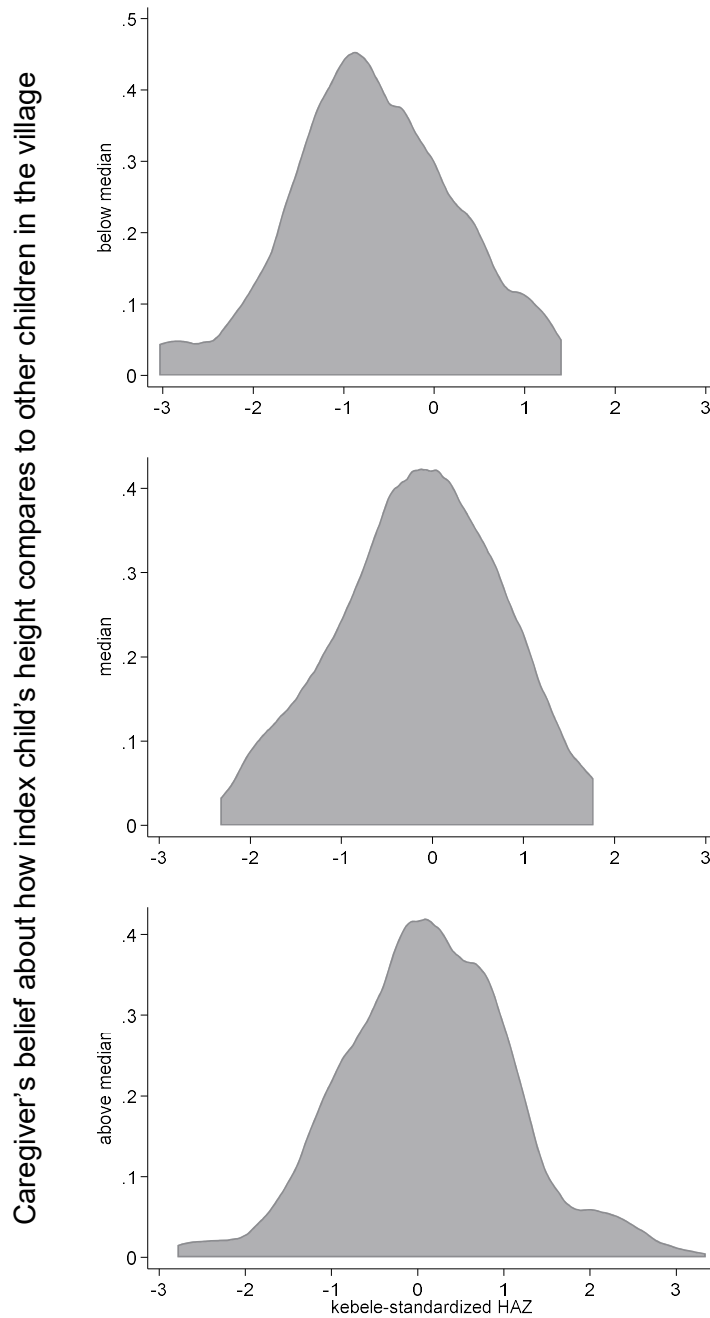 Caregiver's belief about how index child's height compares to other children in the village
below median
.5
.4
.3
.2
.1
0
-3 -2 -1 0 1 2 3
median
.4
.3
.2
.1
0
-3 -2 -1 0 1 2 3
above median
.4
.3
.2
.1
0
-3 -2 -1 0 1 2 3
kebele-standardized HAZ